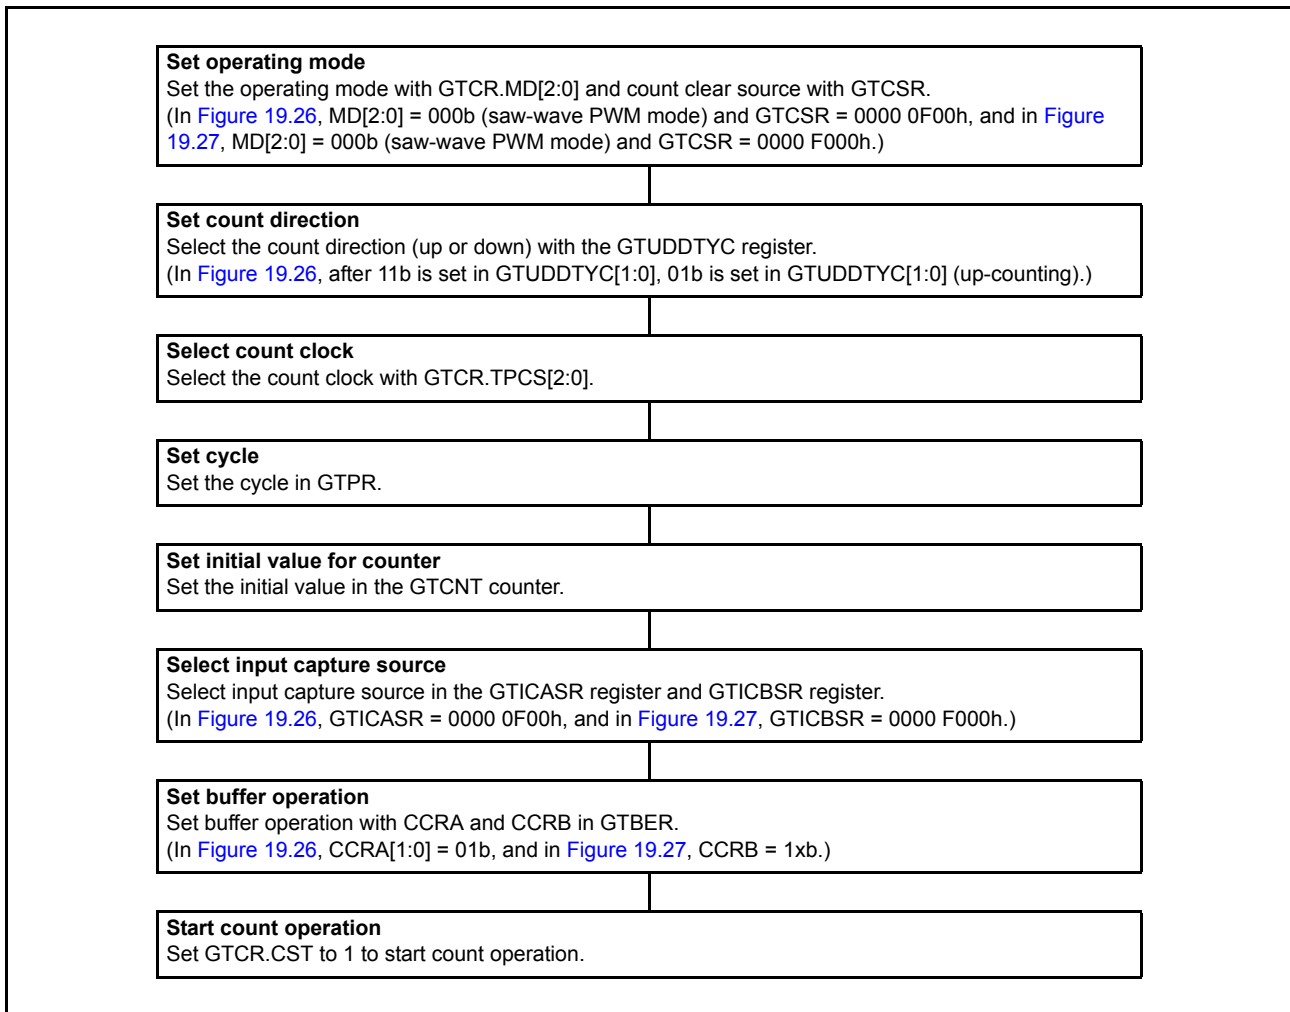 Set operating mode
Set the operating mode with GTCR.MD[2:0] and count clear source with GTCSR.
(In Figure 19.26, MD[2:0] = 000b (saw-wave PWM mode) and GTCSR = 0000 0F00h, and in Figure
19.27, MD[2:0] = 000b (saw-wave PWM mode) and GTCSR = 0000 F000h.)
Set count direction
Select the count direction (up or down) with the GTUDDTYC register.
(In Figure 19.26, after 11b is set in GTUDDTYC[1:0], 01b is set in GTUDDTYC[1:0] (up-counting).)
Select count clock
Select the count clock with GTCR.TPCS[2:0].
Set cycle
Set the cycle in GTPR.
Set initial value for counter
Set the initial value in the GTCNT counter.
Select input capture source
Select input capture source in the GTICASR register and GTICBSR register.
(In Figure 19.26, GTICASR = 0000 0F00h, and in Figure 19.27, GTICBSR = 0000 F000h.)
Set buffer operation
Set buffer operation with CCRA and CCRB in GTBER.
(In Figure 19.26, CCRA[1:0] = 01b, and in Figure 19.27, CCRB = 1xb.)
Start count operation
Set GTCR.CST to 1 to start count operation.